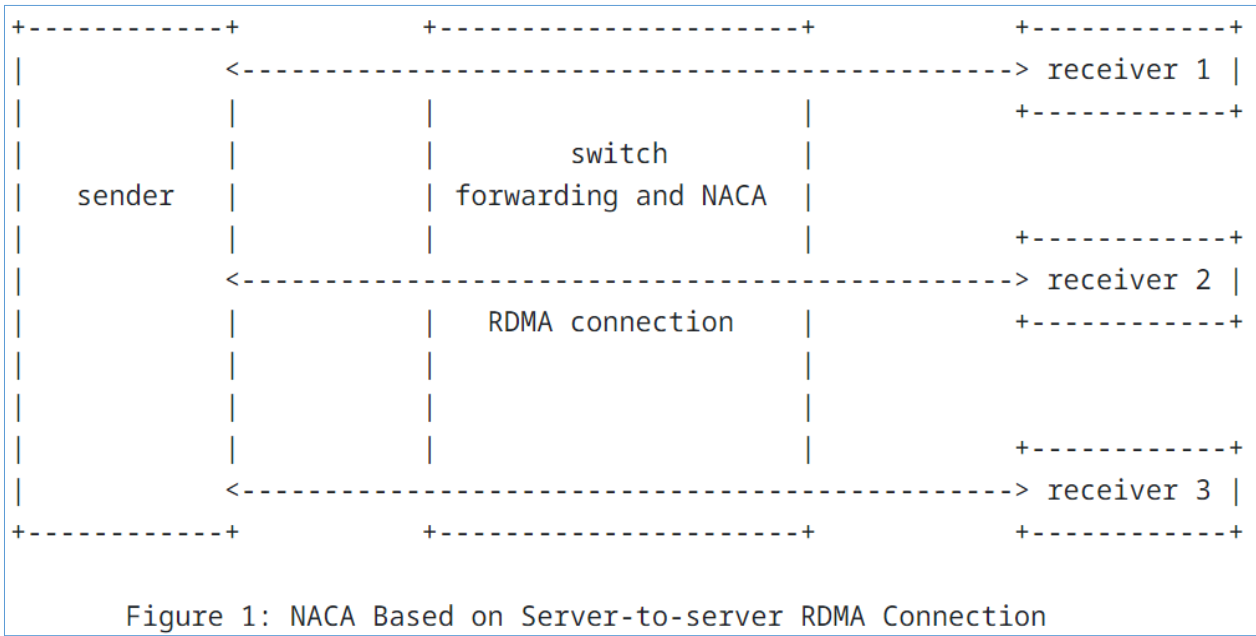 receiver 1
switch
sender forwarding and NACA
receiver 2
RDMA connection
receiver 3
Figure 1: NACA Based on Server-to-server RDMA Connection